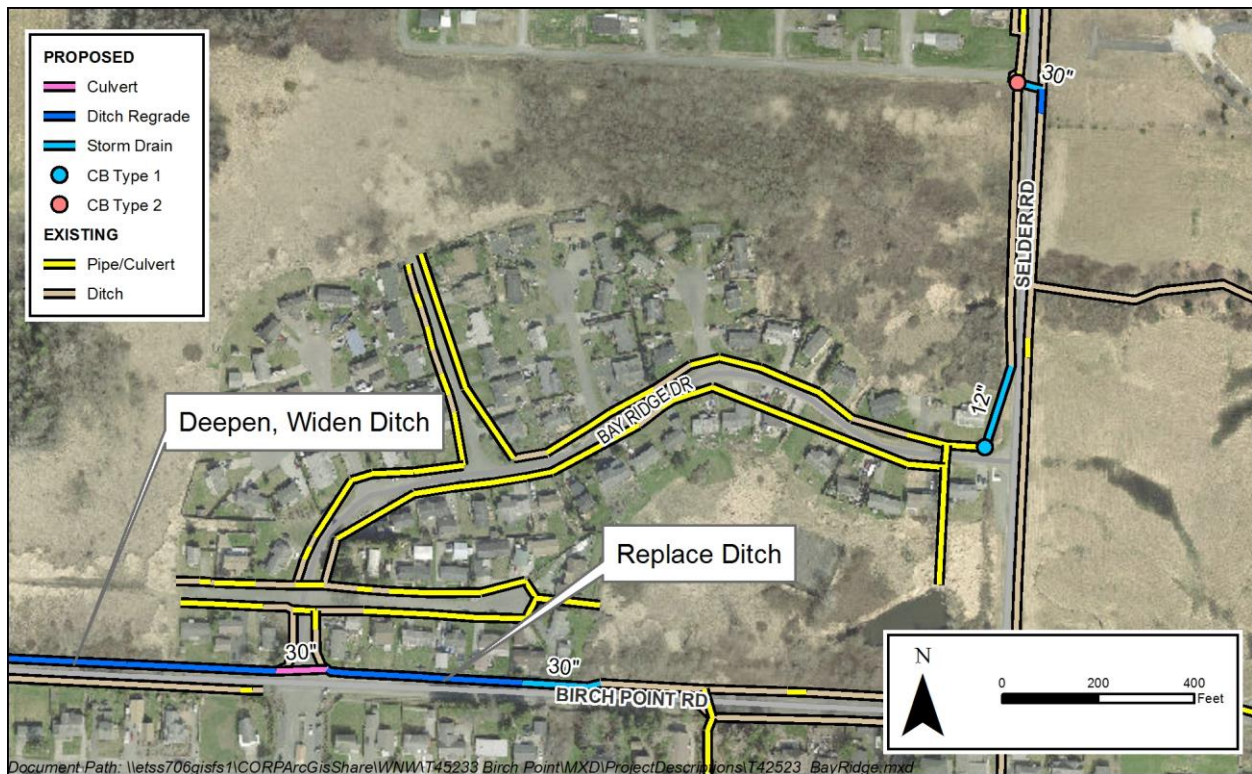 PROPOSED
Culvert
Ditch Regrade
Storm Drain
CB Type 1
CB Type 2
EXISTING
Pipe/Culvert
Ditch
30"
SELDER RD
12"
BAY RIDGE DR
Deepen, Widen Ditch
Replace Ditch
30"
30"
BIRCH POINT RD
N
0 200 400
Feet
Document Path: \\etss706gisfs1\CORPArcGisShare\WNW\T45233 Birch Point\MXD\ProjectDescriptions\T42523_BayRidge.mxd